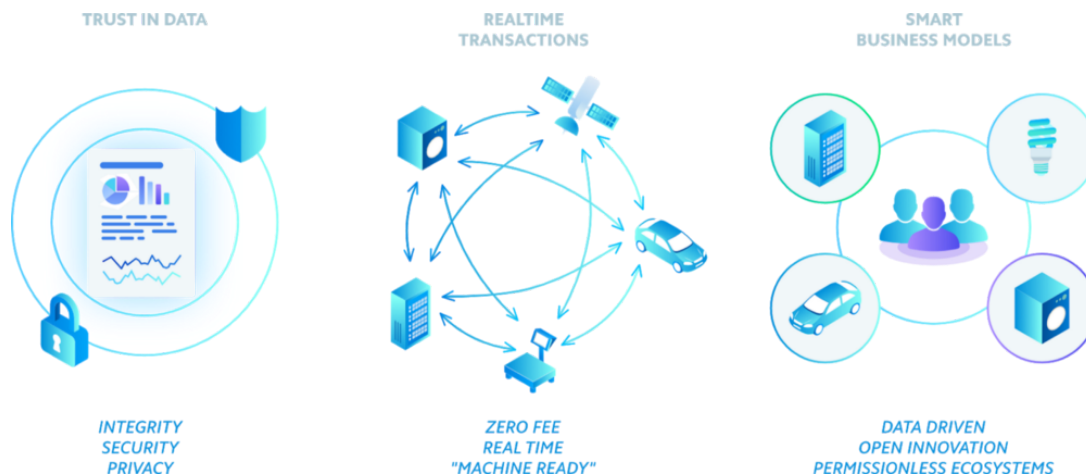 TRUST IN DATA
REALTIME
TRANSACTIONS
SMART
BUSINESS MODELS
INTEGRITY
SECURITY
PRIVACY
ZERO FEE
REAL TIME
"MACHINE READY"
DATA DRIVEN
OPEN INNOVATION
PERMISSIONLESS ECOSYSTEMS